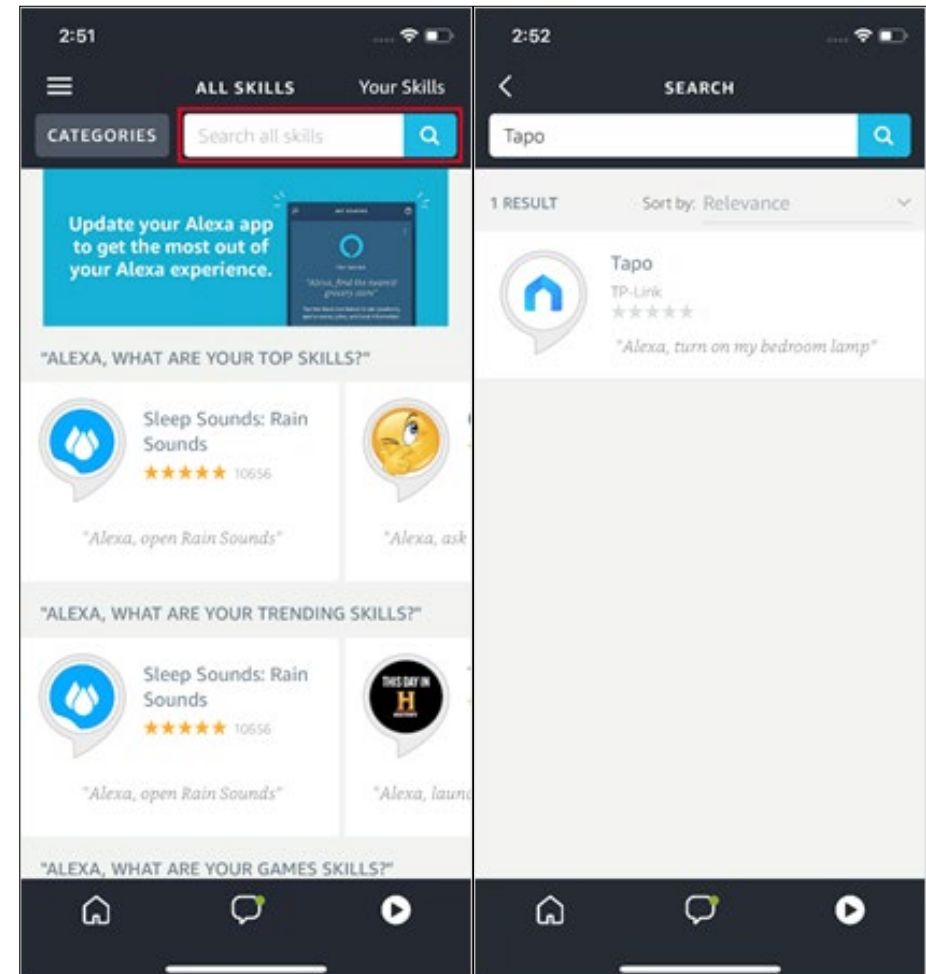 2:51
ALL SKILLS
Your Skills
CATEGORIES
Search all skills
Update your Alexa app
to get the most out of
your Alexa experience.
"ALEXA, WHAT ARE YOUR TOP SKILLS?"
Sleep Sounds: Rain
Sounds
10656
"Alexa, open Rain Sounds"
"Alexa, ask
"ALEXA, WHAT ARE YOUR TRENDING SKILLS?"
Sleep Sounds: Rain
Sounds
10656
THIS DAY IN
H
"Alexa, open Rain Sounds"
"Alexa, launc
"ALEXA, WHAT ARE YOUR GAMES SKILLS?"
2:52
SEARCH
Tapo
1 RESULT
Sort by: Relevance
Tapo
TP-Link
"Alexa, turn on my bedroom lamp"